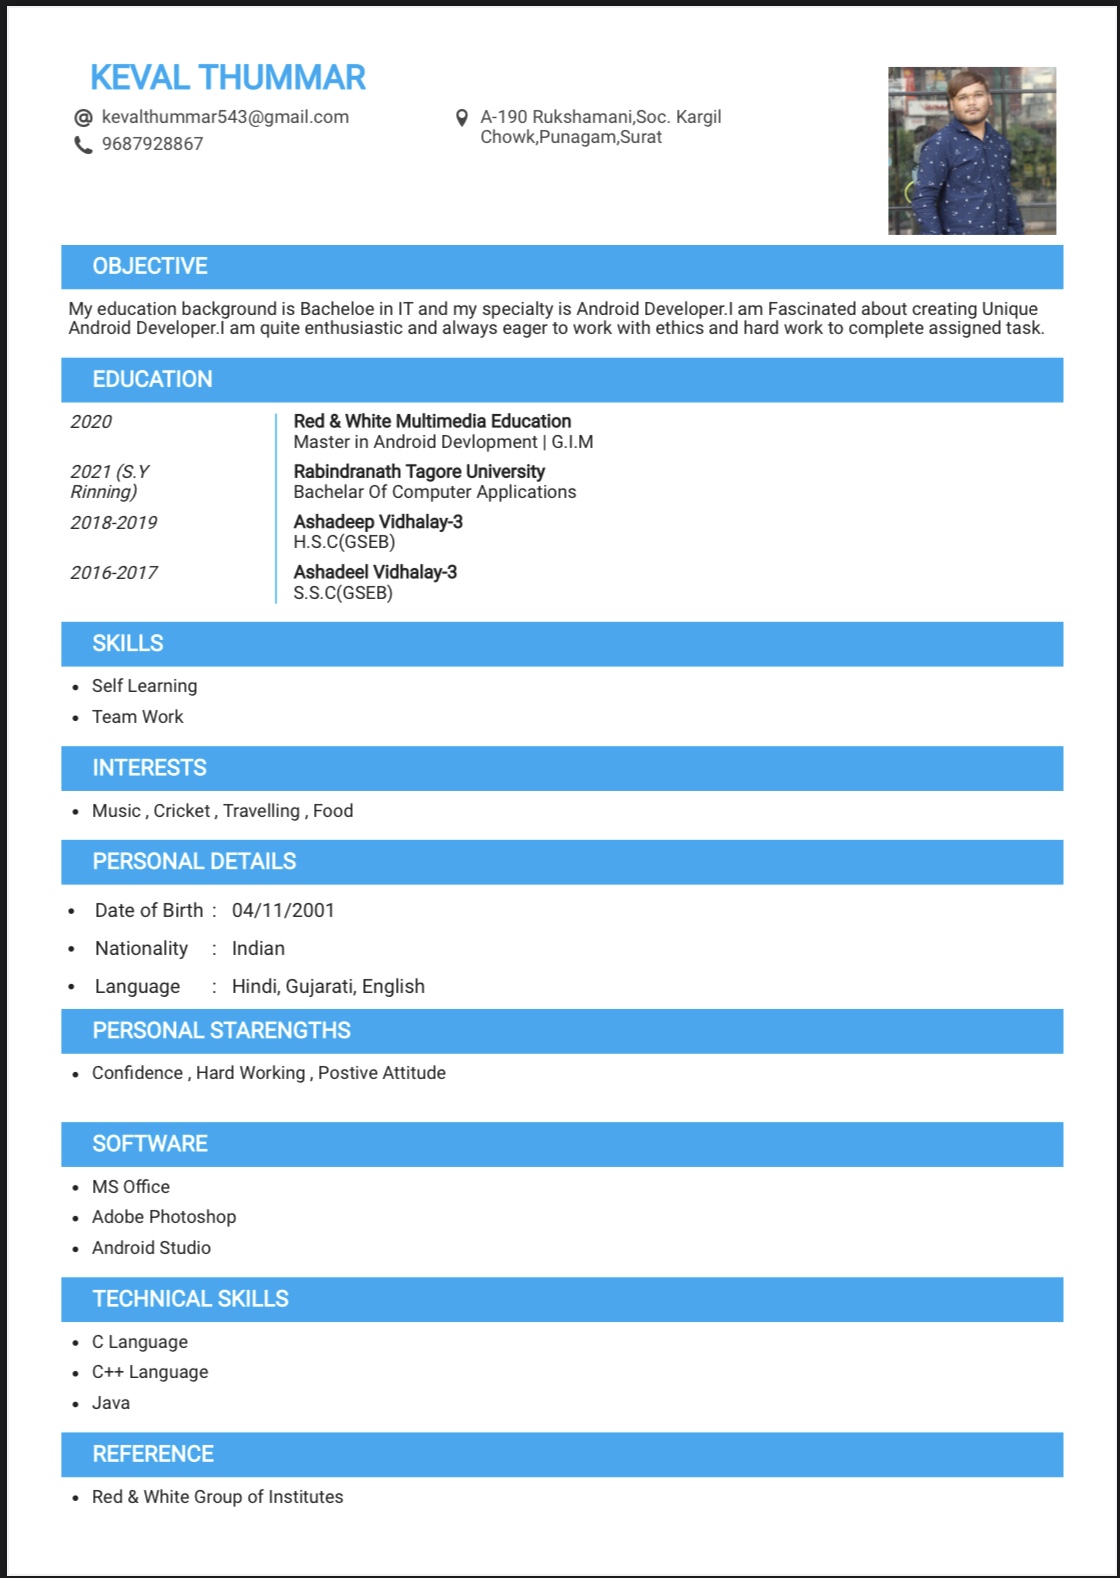 KEVAL THUMMAR
kevalthummar543@gmail.com
9687928867
A-190 Rukshamani,Soc. Kargil
Chowk,Punagam,Surat
OBJECTIVE
My education background is Bacheloe in IT and my specialty is Android Developer.I am Fascinated about creating Unique
Android Developer.I am quite enthusiastic and always eager to work with ethics and hard work to complete assigned task.
EDUCATION
2020
Red & White Multimedia Education
Master in Android Devlopment | G.I.M
2021 (S.Y
Rinning)
Rabindranath Tagore University
Bachelar Of Computer Applications
2018-2019
Ashadeep Vidhalay-3
H.S.C(GSEB)
2016-2017
Ashadeel Vidhalay-3
S.S.C(GSEB)
SKILLS
• Self Learning
• Team Work
INTERESTS
• Music , Cricket , Travelling , Food
PERSONAL DETAILS
• Date of Birth : 04/11/2001
• Nationality : Indian
• Language : Hindi, Gujarati, English
PERSONAL STARENGTHS
• Confidence , Hard Working , Postive Attitude
SOFTWARE
• MS Office
• Adobe Photoshop
• Android Studio
TECHNICAL SKILLS
• C Language
• C++ Language
• Java
REFERENCE
• Red & White Group of Institutes